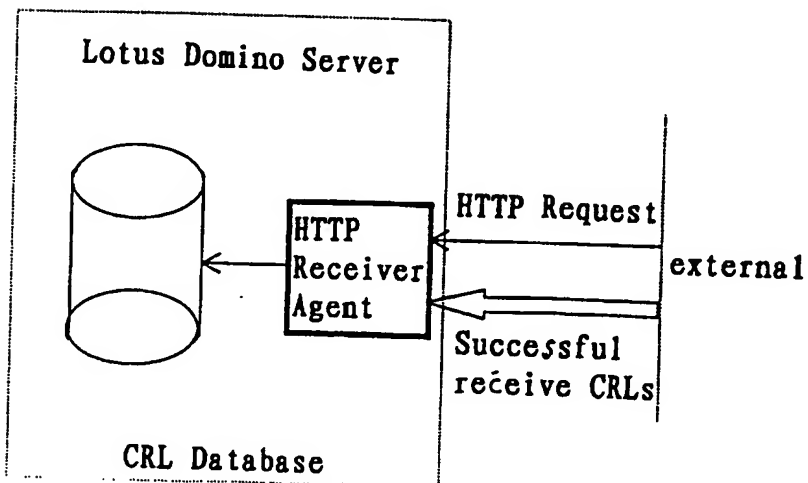 Lotus Domino Server
HTTP Request
HTTP
Receiver
Agent
external
Successful
receive CRLs
CRL Database